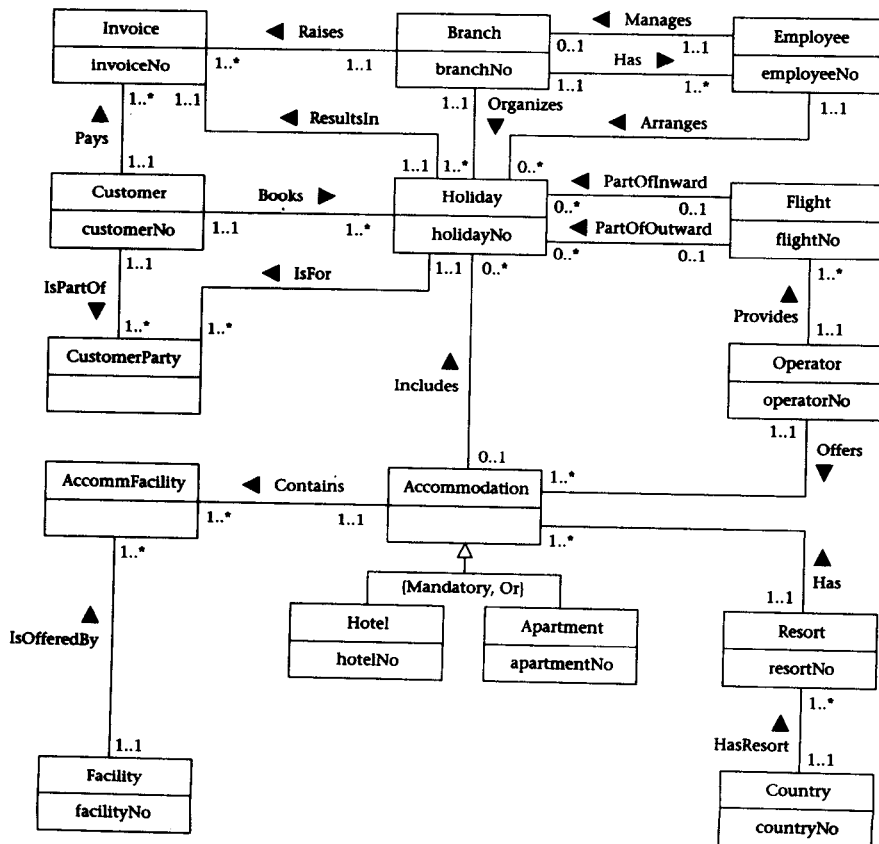 Invoice
invoiceNo
◄ Raises
1..*
1..1
Branch
branchNo
◄ Manages
0..1
1..1
Has ►
1..1
1..*
Employee
employeeNo
1..*
1..1
▲
Pays
1..1
◄ ResultsIn
1..1
1..1
Organizes
▼
1..*
◄ Arranges
1..1
0..*
Customer
customerNo
Books ►
1..1
1..*
Holiday
holidayNo
◄ PartOfInward
0..*
0..1
◄ PartOfOutward
0..*
0..1
Flight
flightNo
1..1
IsPartOf
▼
1..*
◄ IsFor
1..1
1..*
0..*
1..*
▲
Provides
1..1
CustomerParty
▲
Includes
0..1
Operator
operatorNo
1..1
Offers
▼
AccommFacility
◄ Contains
1..*
1..1
Accommodation
1..*
1..*
1..*
▲
IsOfferedBy
1..1
{Mandatory, Or}
Hotel
hotelNo
Apartment
apartmentNo
▲
Has
1..1
Resort
resortNo
1..*
▲
HasResort
1..1
Facility
facilityNo
Country
countryNo